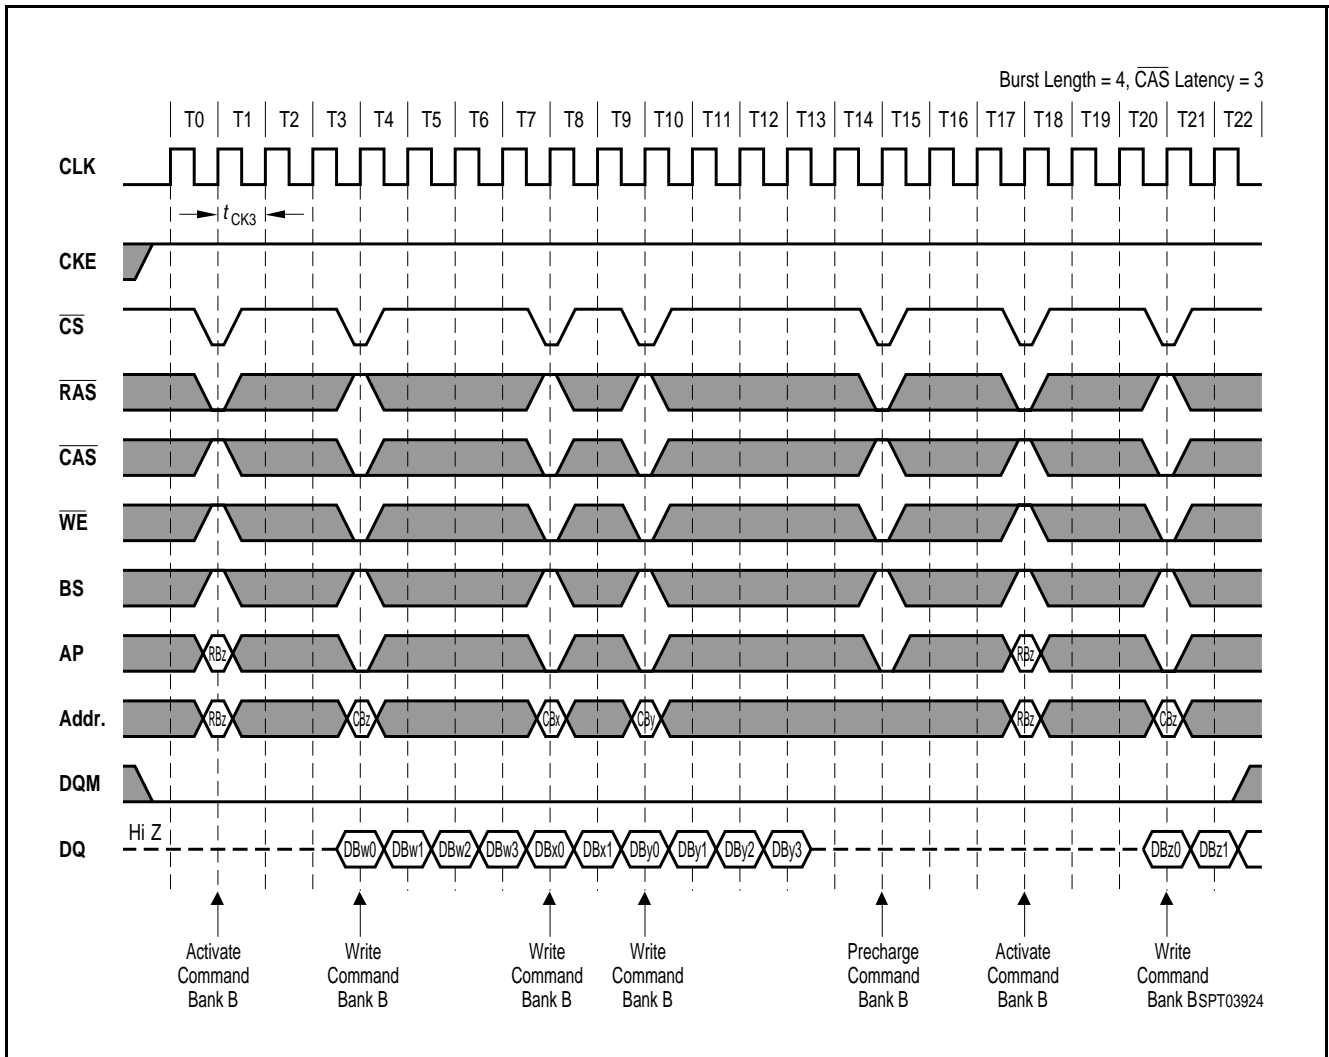 Burst Length = 4, CAS Latency = 3
T0 T1 T2 T3 T4 T5 T6 T7 T8 T9 T10 T11 T12 T13 T14 T15 T16 T17 T18 T19 T20 T21 T22
CLK
tCK3
CKE
CS
RAS
CAS
WE
BS
AP RBz RBz
Addr. RBz CBz CBx CBy RBz CBz
DQM
Hi Z
DQ DBw0 DBw1 DBw2 DBw3 DBx0 DBx1 DBy0 DBy1 DBy2 DBy3 DBz0 DBz1
Activate Write Write Write Precharge Activate Write
Command Command Command Command Command Command Command
Bank B Bank B Bank B Bank B Bank B Bank B Bank B SPT03924